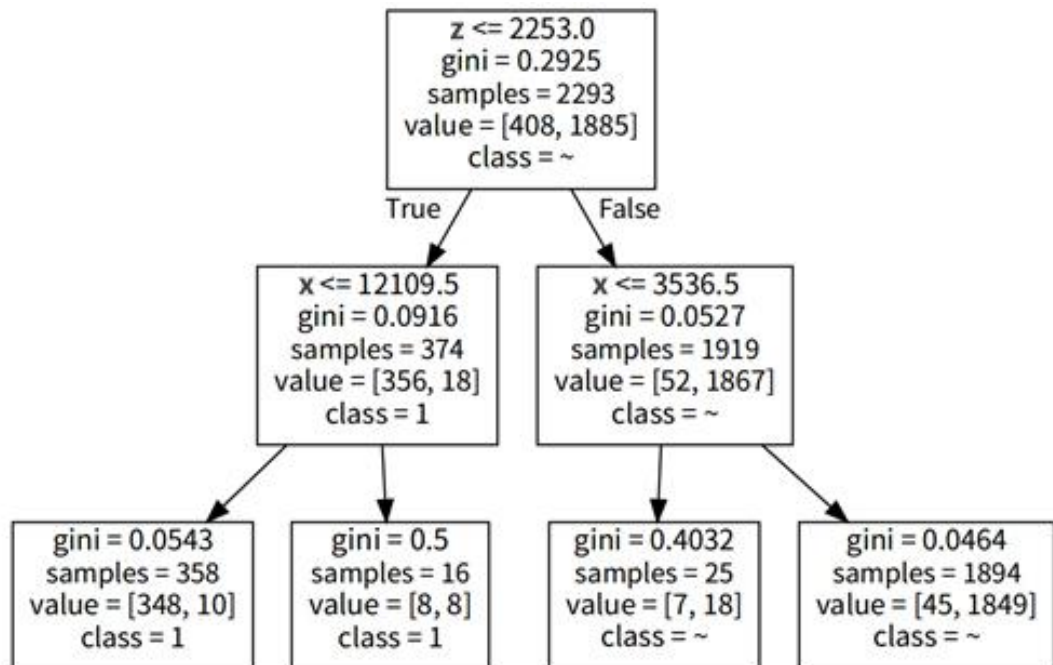 z <= 2253.0
gini = 0.2925
samples = 2293
value = [408, 1885]
class = ~
True
False
x <= 12109.5
gini = 0.0916
samples = 374
value = [356, 18]
class = 1
x <= 3536.5
gini = 0.0527
samples = 1919
value = [52, 1867]
class = ~
gini = 0.0543
samples = 358
value = [348, 10]
class = 1
gini = 0.5
samples = 16
value = [8, 8]
class = 1
gini = 0.4032
samples = 25
value = [7, 18]
class = ~
gini = 0.0464
samples = 1894
value = [45, 1849]
class = ~